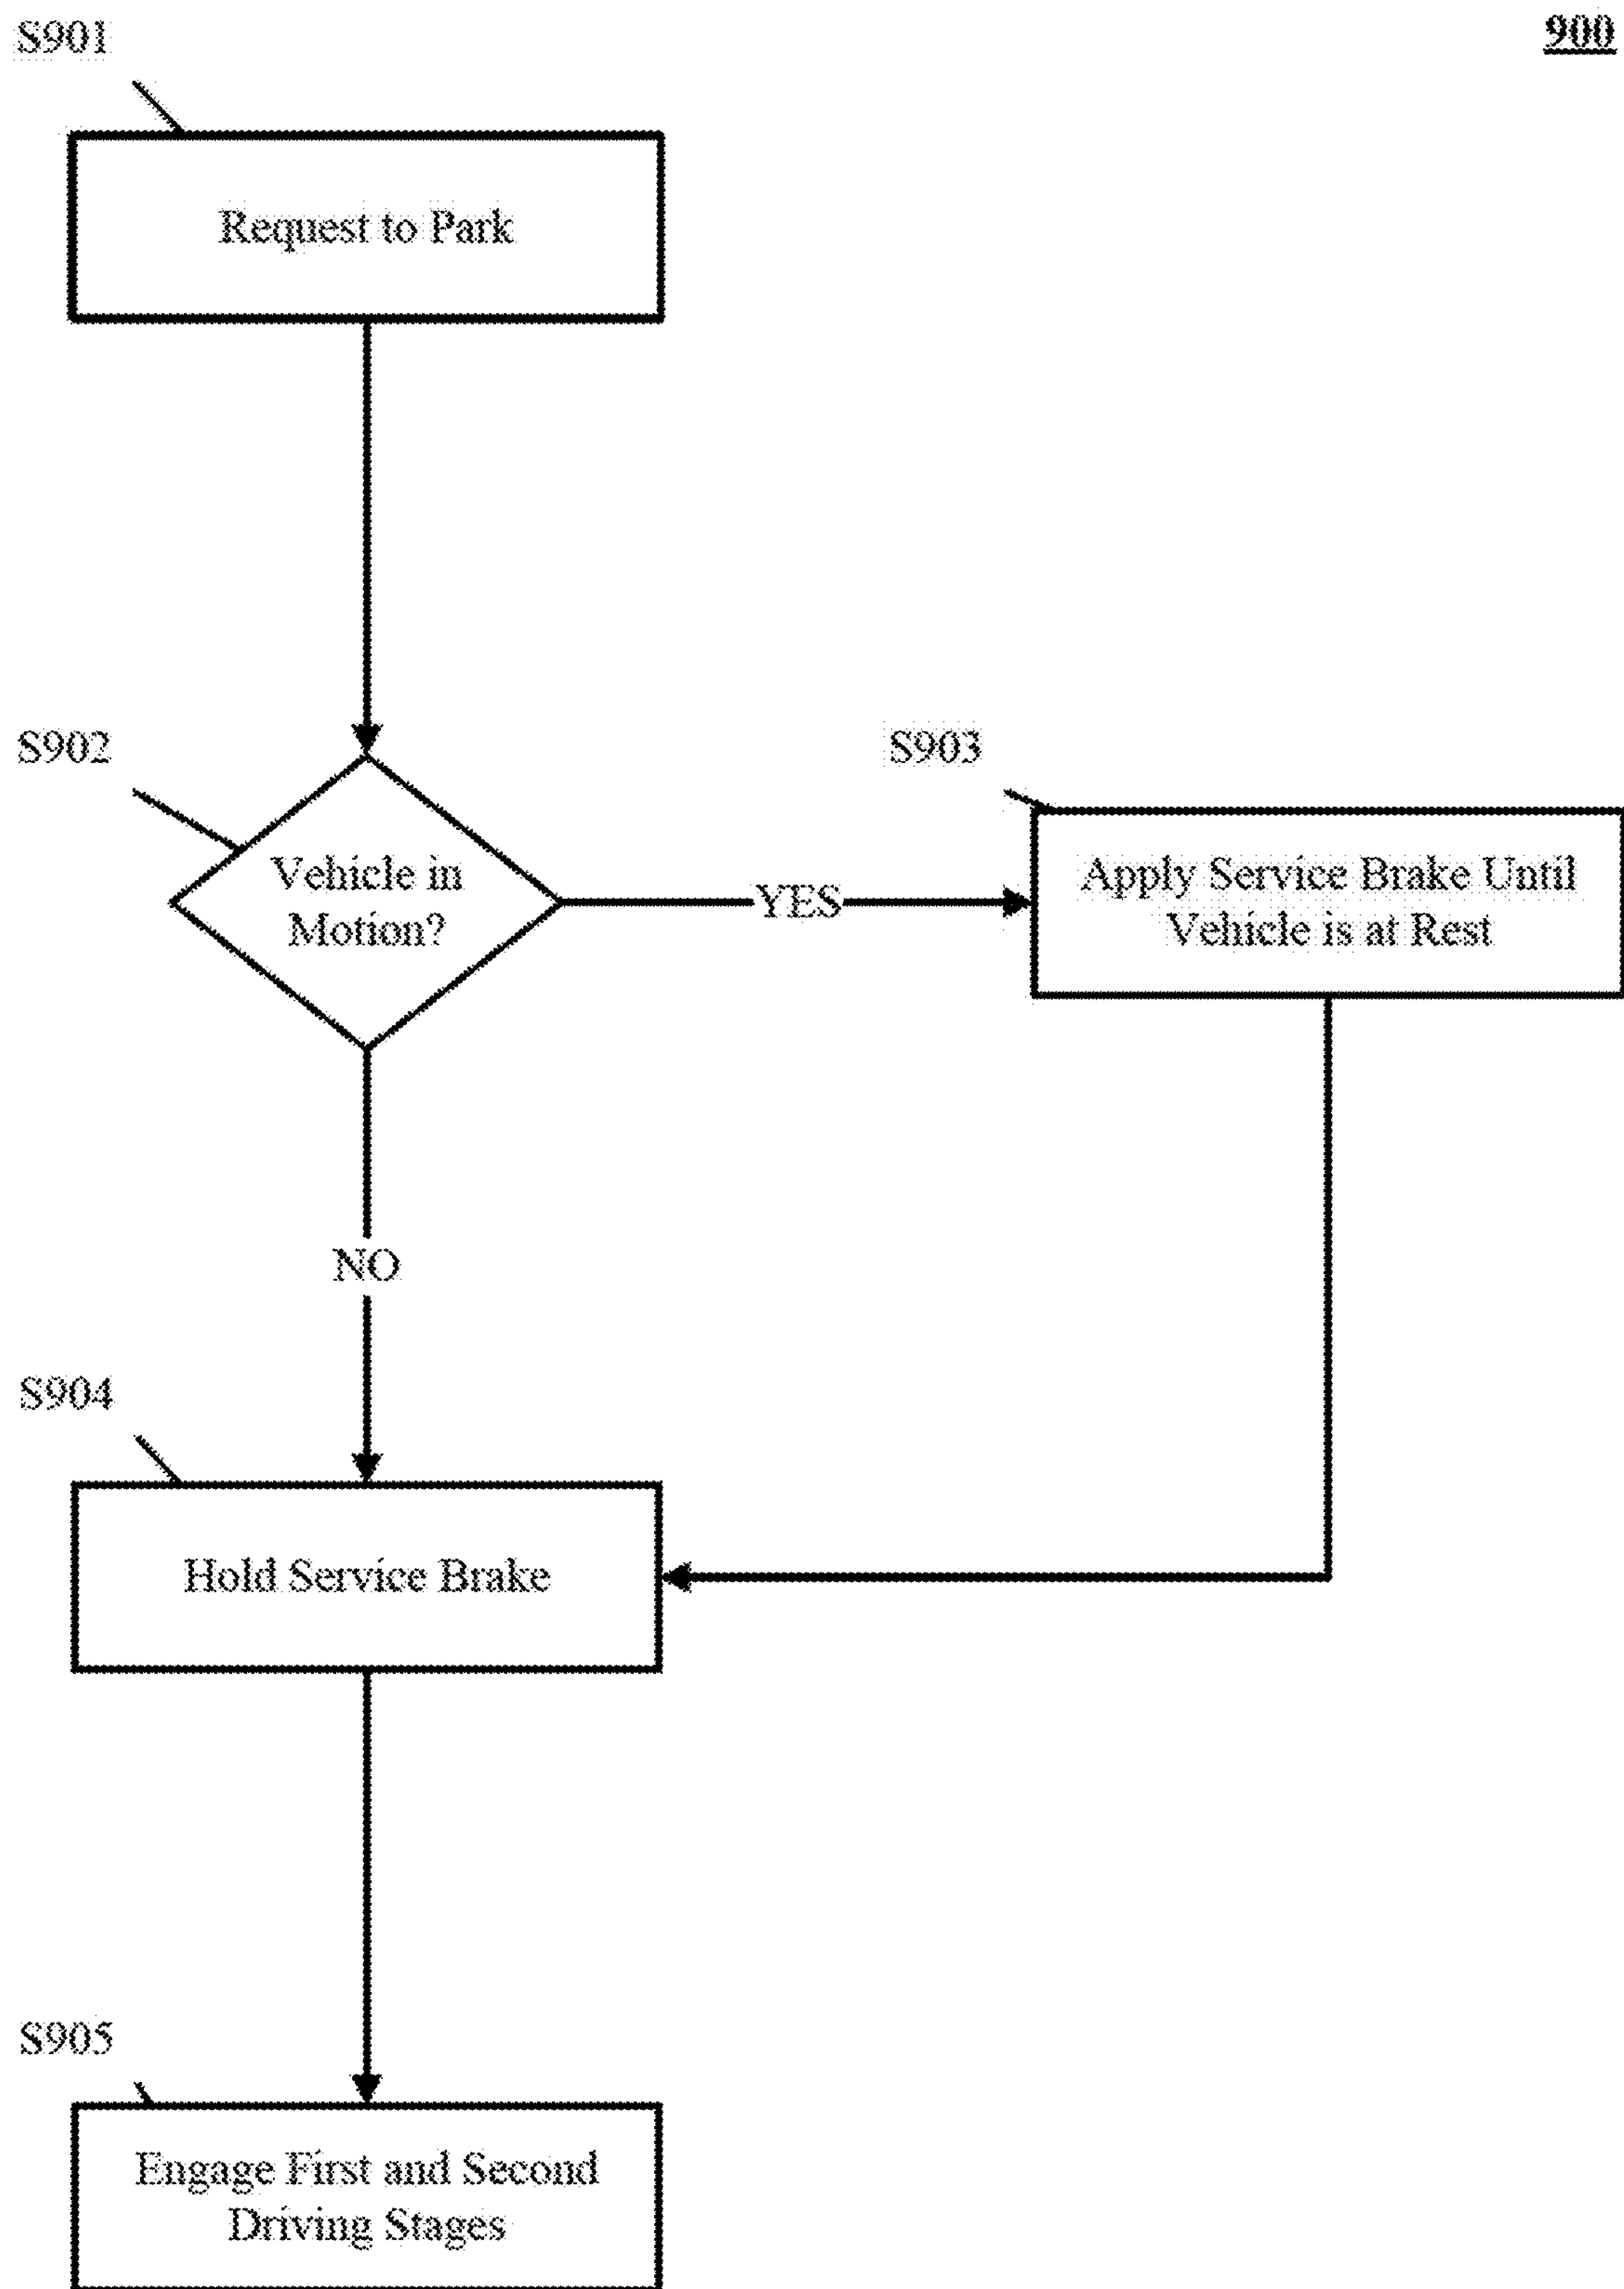 S901
900
Request to Park
S902
S903
Vehicle in
Motion?
YES
Apply Service Brake Until
Vehicle is at Rest
NO
S904
Hold Service Brake
S905
Engage First and Second
Driving Stages